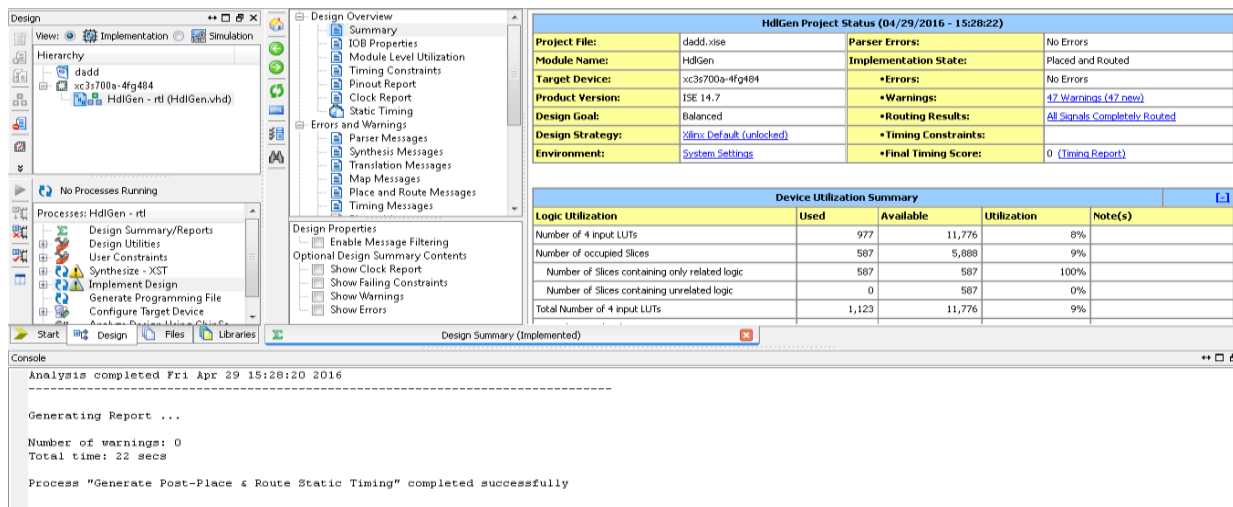 Design
View: Implementation Simulation
Hierarchy
dadd
xc3s700a-4fg484
HdlGen - rtl (HdlGen.vhd)
No Processes Running
Processes: HdlGen - rtl
Design Summary/Reports
Design Utilities
User Constraints
Synthesize - XST
Implement Design
Generate Programming File
Configure Target Device
Start Design Files Libraries
Design Overview
Summary
IOB Properties
Module Level Utilization
Timing Constraints
Pinout Report
Clock Report
Static Timing
Errors and Warnings
Parser Messages
Synthesis Messages
Translation Messages
Map Messages
Place and Route Messages
Timing Messages
Design Properties
Enable Message Filtering
Optional Design Summary Contents
Show Clock Report
Show Failing Constraints
Show Warnings
Show Errors
HdlGen Project Status (04/29/2016 - 15:28:22)
Project File: dadd.xise Parser Errors: No Errors
Module Name: HdlGen Implementation State: Placed and Routed
Target Device: xc3s700a-4fg484 •Errors: No Errors
Product Version: ISE 14.7 •Warnings: 47 Warnings (47 new)
Design Goal: Balanced •Routing Results: All Signals Completely Routed
Design Strategy: Xilinx Default (unlocked) •Timing Constraints:
Environment: System Settings •Final Timing Score: 0 (Timing Report)
Device Utilization Summary [-]
Logic Utilization Used Available Utilization Note(s)
Number of 4 input LUTs 977 11,776 8%
Number of occupied Slices 587 5,888 9%
Number of Slices containing only related logic 587 587 100%
Number of Slices containing unrelated logic 0 587 0%
Total Number of 4 input LUTs 1,123 11,776 9%
Design Summary (Implemented)
Console
Analysis completed Fri Apr 29 15:28:20 2016
--------------------------------------------------------------------------------
Generating Report ...
Number of warnings: 0
Total time: 22 secs
Process "Generate Post-Place & Route Static Timing" completed successfully